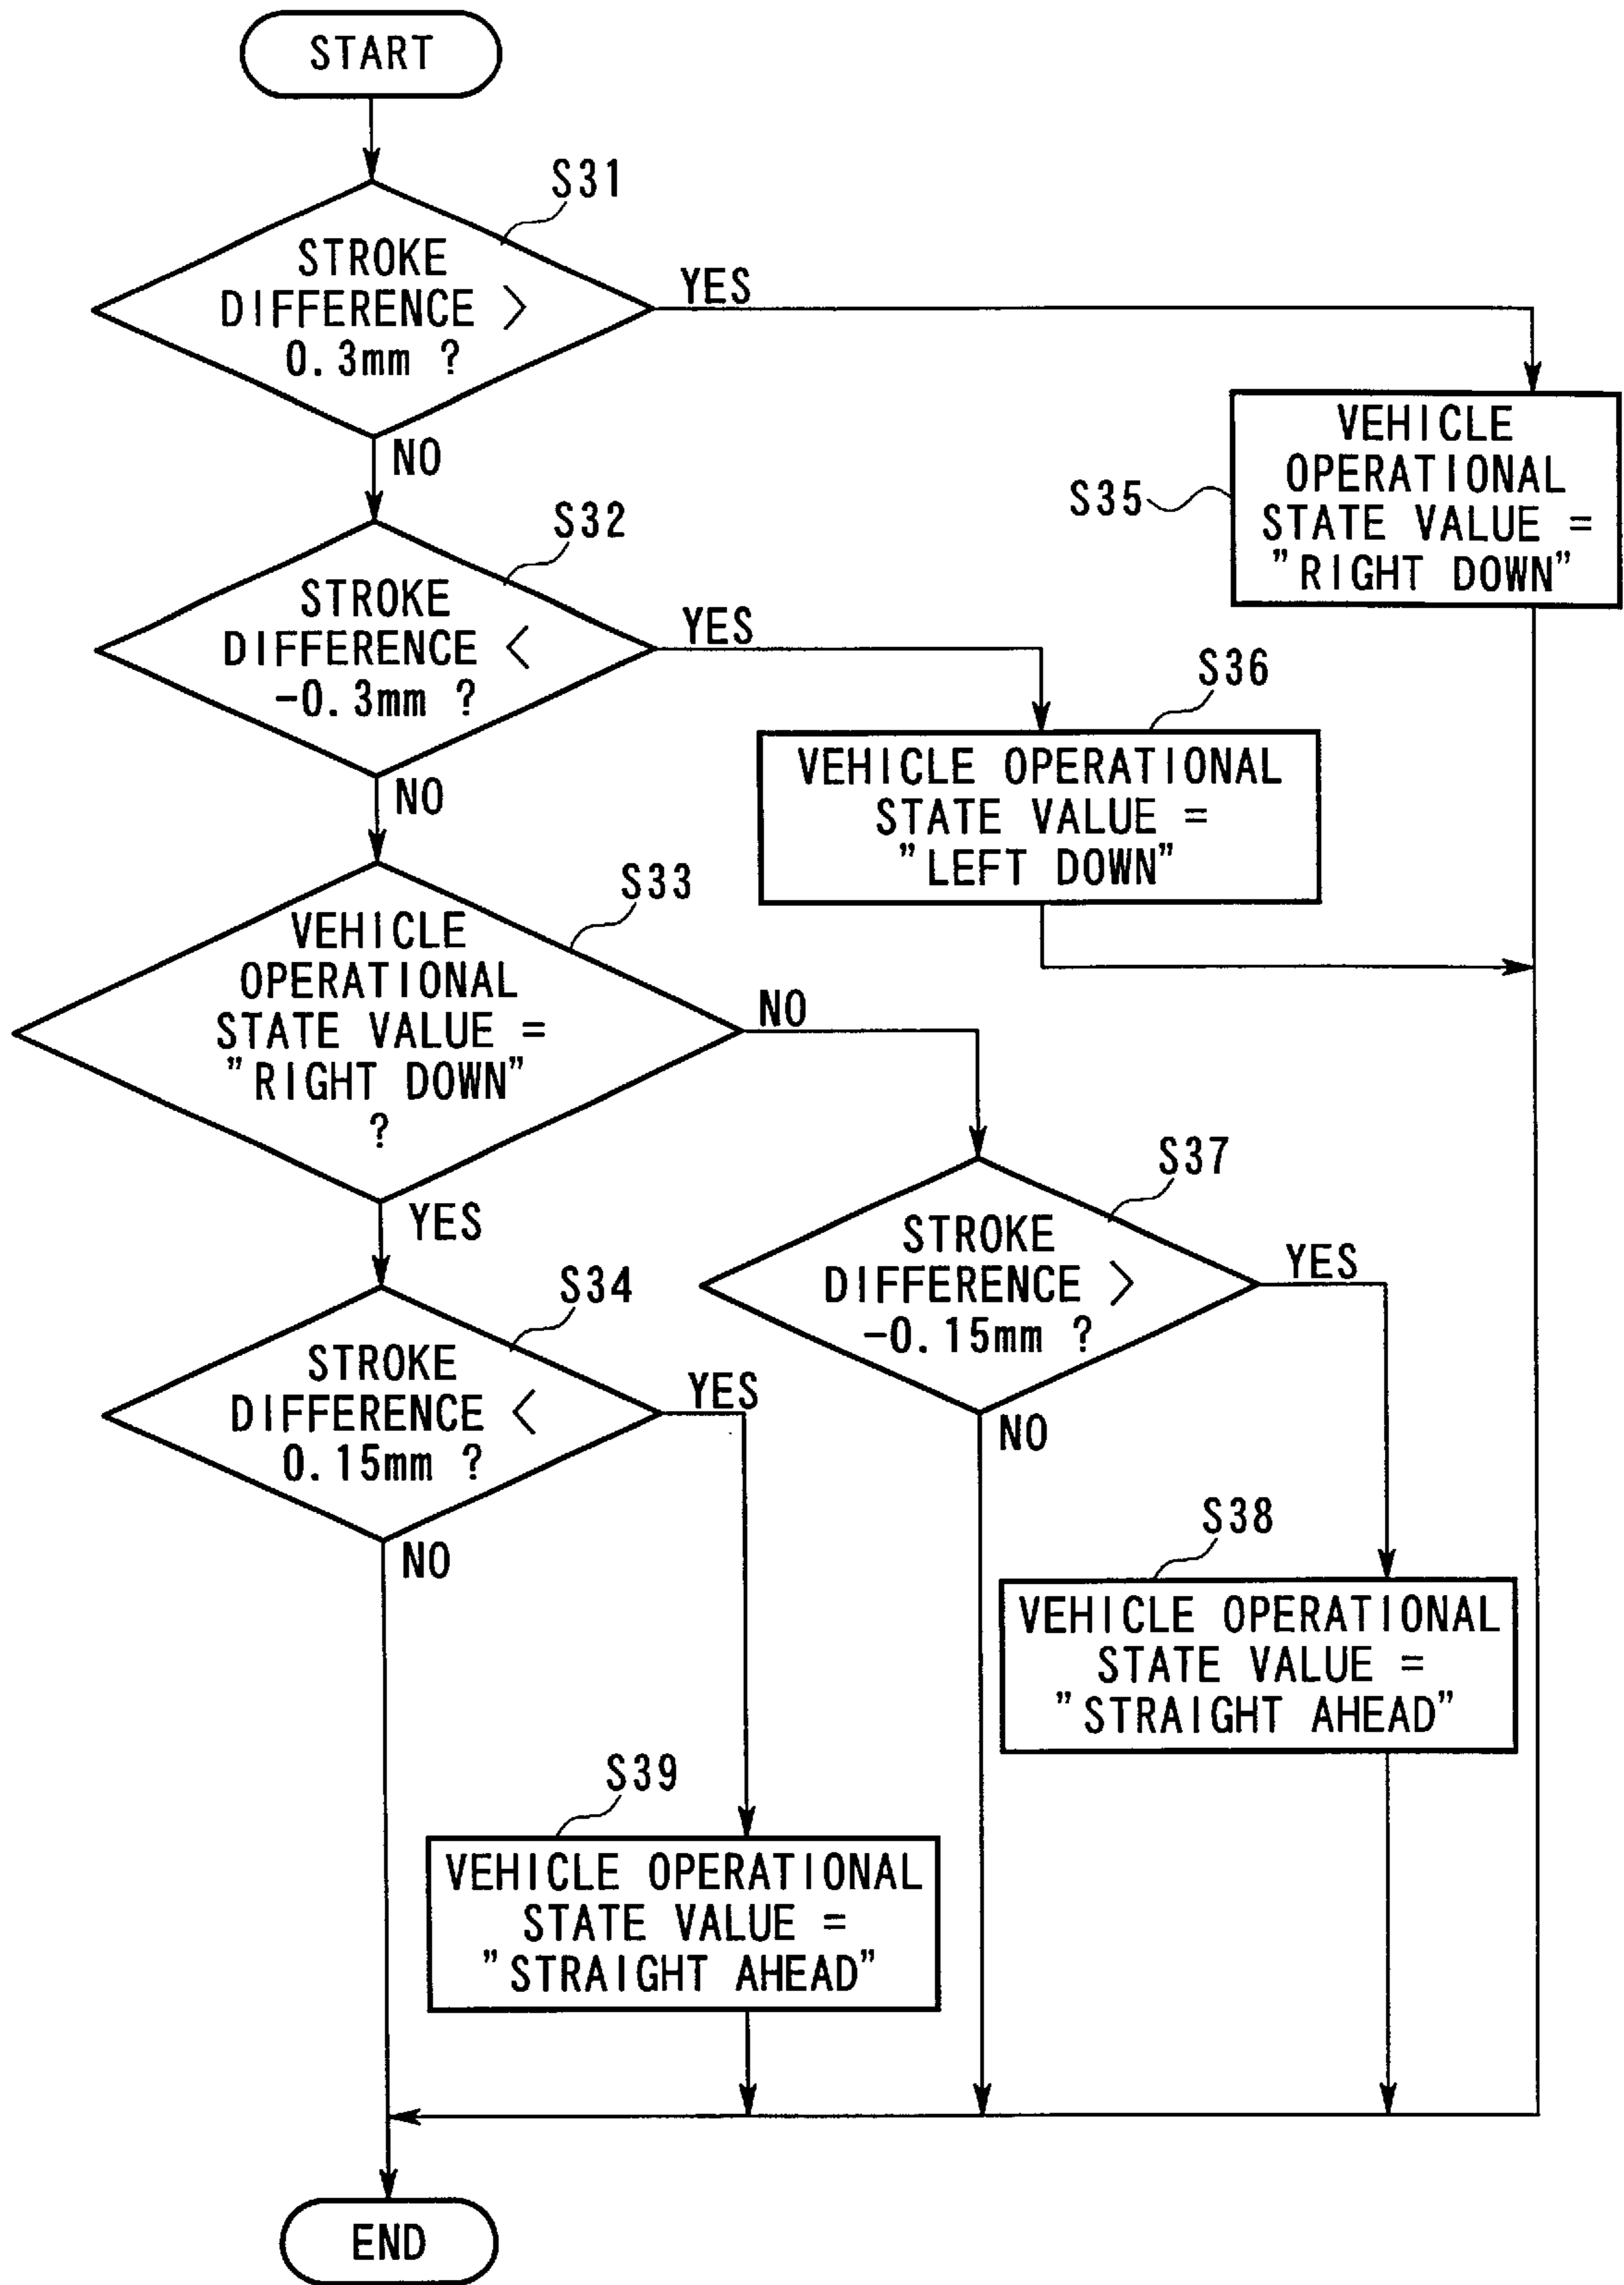 START
S31
STROKE
DIFFERENCE >
0.3mm ?
YES
NO
VEHICLE
OPERATIONAL
STATE VALUE =
"RIGHT DOWN"
S35
S32
STROKE
DIFFERENCE <
-0.3mm ?
YES
NO
S36
VEHICLE OPERATIONAL
STATE VALUE =
"LEFT DOWN"
S33
VEHICLE
OPERATIONAL
STATE VALUE =
"RIGHT DOWN"
?
NO
YES
S37
STROKE
DIFFERENCE >
-0.15mm ?
YES
NO
S34
STROKE
DIFFERENCE <
0.15mm ?
YES
NO
S38
VEHICLE OPERATIONAL
STATE VALUE =
"STRAIGHT AHEAD"
S39
VEHICLE OPERATIONAL
STATE VALUE =
"STRAIGHT AHEAD"
END